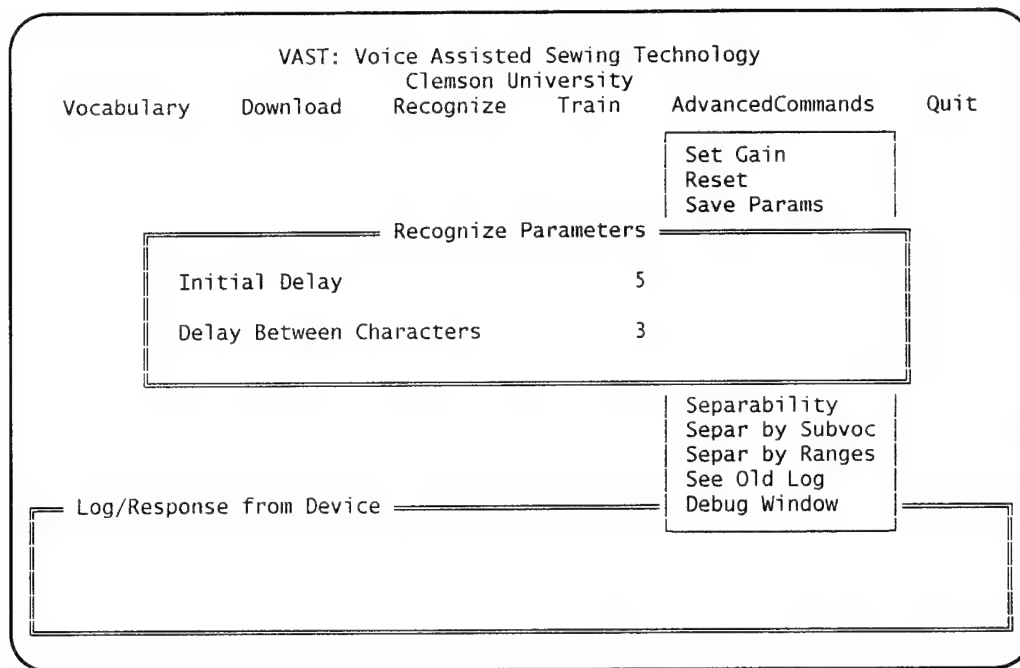 VAST: Voice Assisted Sewing Technology
Clemson University
Vocabulary Download Recognize Train AdvancedCommands Quit
Set Gain
Reset
Save Params
Recognize Parameters
Initial Delay 5
Delay Between Characters 3
Separability
Separ by Subvoc
Separ by Ranges
See Old Log
Debug Window
Log/Response from Device